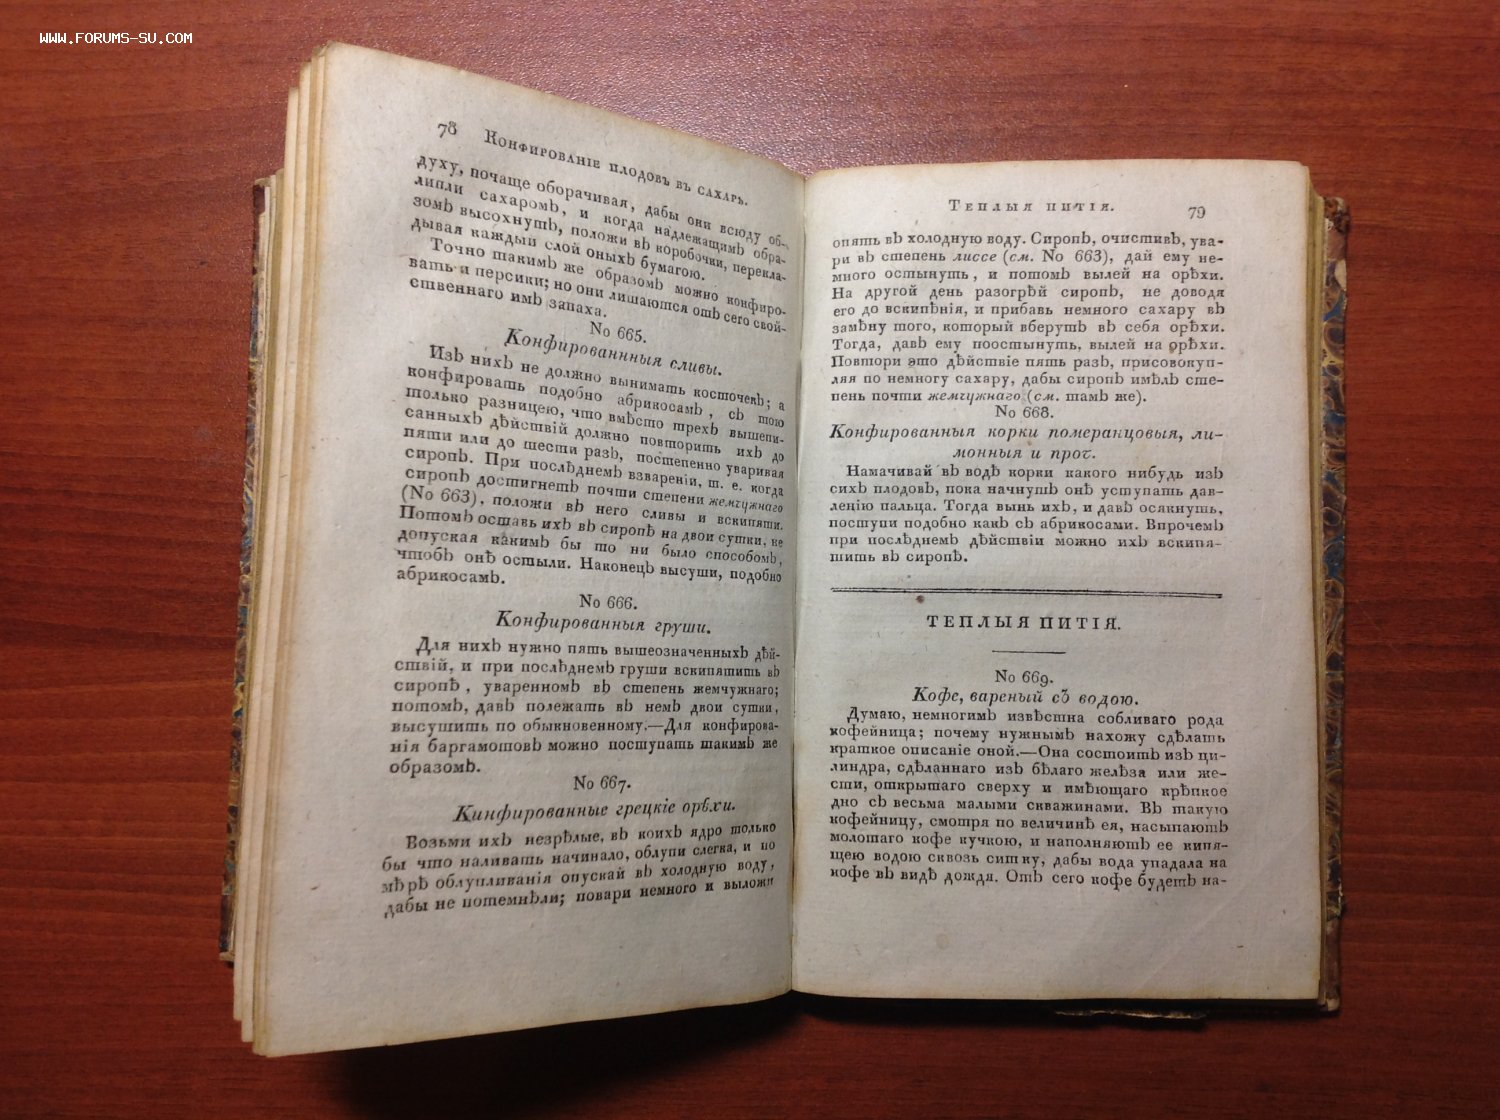 WWW.FORUMS-SU.COM
78 Конфированіе плодовъ въ сахарѣ.
духу, почаще оборачивая, дабы они всюду об-
липли сахаромъ, и когда надлежащимъ обра-
зомъ высохнутъ, положи въ коробочки, перекла-
дывая каждый слой оныхъ бумагою.
Точно такимъ же образомъ можно конфиро-
вать и персики; но они лишаются отъ сего свой-
ственнаго имъ запаха.
No 665.
Конфированнныя сливы.
Изъ нихъ не должно вынимать косточекъ; а
конфировать подобно абрикосамъ, съ тою
только разницею, что вмѣсто трехъ вышепи-
санныхъ дѣйствій должно повторить ихъ до
пяти или до шести разъ, постепенно уваривая
сиропъ. При послѣднемъ взвареніи, т. е. когда
сиропъ достигнетъ почти степени жемчужнаго
(No 663), положи въ него сливы и вскипяти.
Потомъ оставь ихъ въ сиропѣ на двои сутки, не
допуская какимъ бы то ни было способомъ,
чтобъ онѣ остыли. Наконецъ высуши, подобно
абрикосамъ.
No 666.
Конфированныя груши.
Для нихъ нужно пять вышеозначенныхъ дѣй-
ствій, и при послѣднемъ груши вскипятить въ
сиропѣ, уваренномъ въ степень жемчужнаго;
потомъ, давъ полежать въ немъ двои сутки,
высушить по обыкновенному.—Для конфирова-
нія баргамотовъ можно поступать такимъ же
образомъ.
No 667.
Кинфированные грецкіе орѣхи.
Возьми ихъ незрѣлые, въ коихъ ядро только
бы что наливать начинало, облупи слегка, и по
мѣрѣ облупливанія опускай въ холодную воду,
дабы не потемнѣли; повари немного и выложи
Теплыя питія. 79
опять въ холодную воду. Сиропъ, очистивъ, ува-
ри въ степень лиссе (см. No 663), дай ему не-
много остынуть, и потомъ вылей на орѣхи.
На другой день разогрѣй сиропъ, не доводя
его до вскипѣнія, и прибавь немного сахару въ
замѣну того, который вберутъ въ себя орѣхи.
Тогда, давъ ему поостынуть, вылей на орѣхи.
Повтори это дѣйствіе пять разъ, присовокуп-
ляя по немногу сахару, дабы сиропъ имѣлъ сте-
пень почти жемчужнаго (см. тамъ же).
No 668.
Конфированныя корки померанцовыя, ли-
монныя и проч.
Намачивай въ водѣ корки какого нибудь изъ
сихъ плодовъ, пока начнутъ онѣ уступать дав-
ленію пальца. Тогда вынь ихъ, и давъ осякнуть,
поступи подобно какъ съ абрикосами. Впрочемъ
при послѣднемъ дѣйствіи можно ихъ вскипя-
тить въ сиропѣ.
ТЕПЛЫЯ ПИТІЯ.
No 669.
Кофе, вареный съ водою.
Думаю, немногимъ извѣстна собливаго рода
кофейница; почему нужнымъ нахожу сдѣлать
краткое описаніе оной.—Она состоитъ изъ ци-
линдра, сдѣланнаго изъ бѣлаго желѣза или же-
сти, открытаго сверху и имѣющаго крѣпкое
дно съ весьма малыми скважинами. Въ такую
кофейницу, смотря по величинѣ ея, насыпаютъ
молотаго кофе кучкою, и наполняютъ ее кипя-
щею водою сквозь ситку, дабы вода упадала на
кофе въ видѣ дождя. Отъ сего кофе будетъ на-